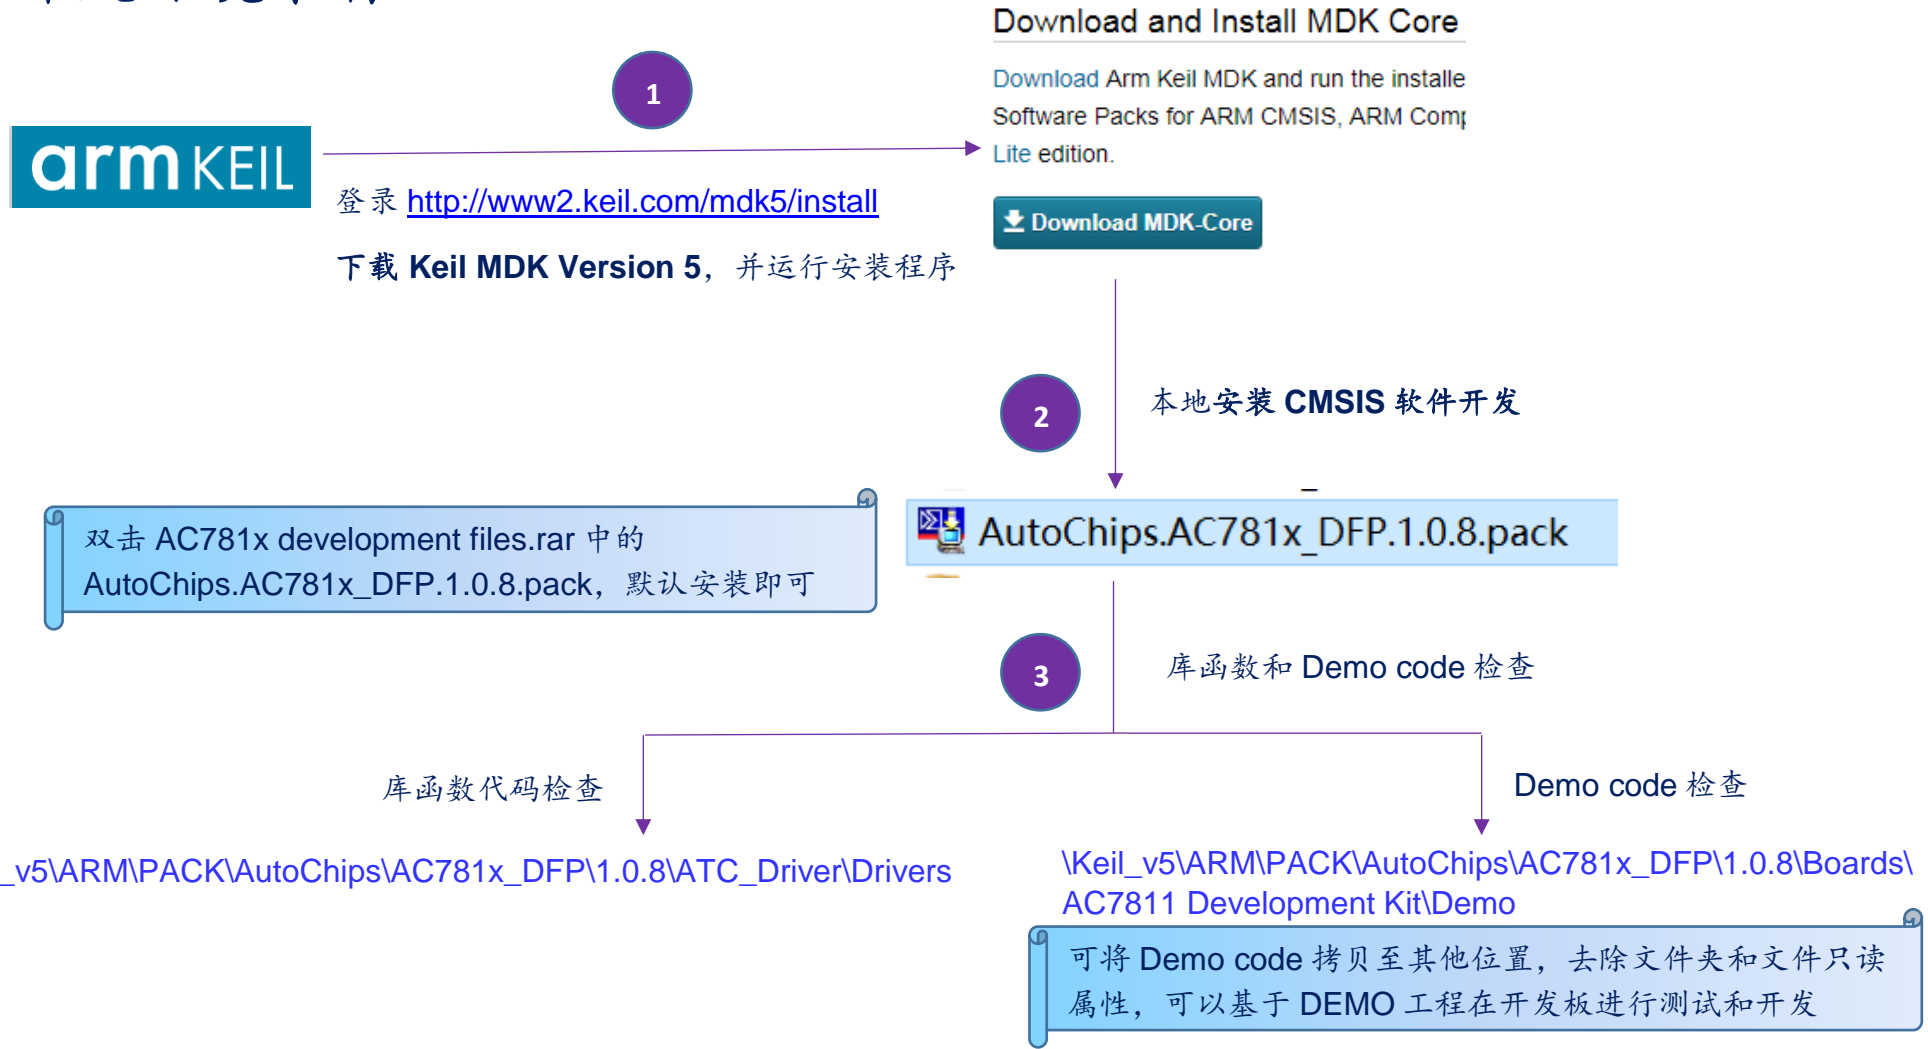 Download and Install MDK Core
Download Arm Keil MDK and run the installe
Software Packs for ARM CMSIS, ARM Comp
Lite edition.
Download MDK-Core
1
arm KEIL
登录 http://www2.keil.com/mdk5/install
下载 Keil MDK Version 5，并运行安装程序
2
本地安装 CMSIS 软件开发
双击 AC781x development files.rar 中的
AutoChips.AC781x_DFP.1.0.8.pack，默认安装即可
AutoChips.AC781x_DFP.1.0.8.pack
3
库函数和 Demo code 检查
库函数代码检查
Demo code 检查
_v5\ARM\PACK\AutoChips\AC781x_DFP\1.0.8\ATC_Driver\Drivers
\Keil_v5\ARM\PACK\AutoChips\AC781x_DFP\1.0.8\Boards\
AC7811 Development Kit\Demo
可将 Demo code 拷贝至其他位置，去除文件夹和文件只读
属性，可以基于 DEMO 工程在开发板进行测试和开发